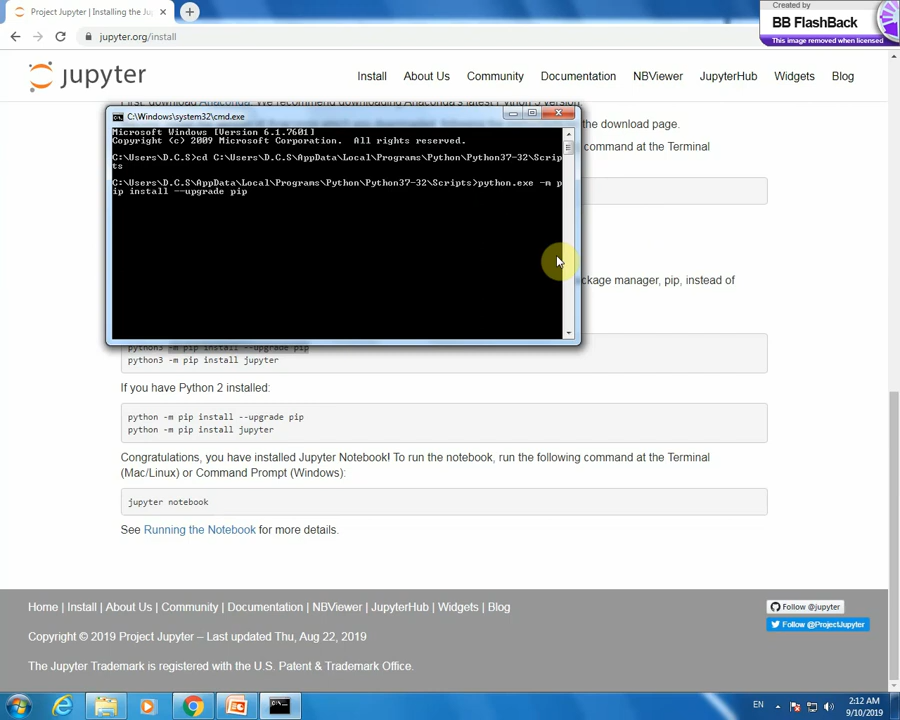 Project Jupyter | Installing the Ju
Created by
BB FlashBack
This image removed when licensed
jupyter.org/install
jupyter
Install
About Us
Community
Documentation
NBViewer
JupyterHub
Widgets
Blog
the download page.
command at the Terminal
C:\Windows\system32\cmd.exe
Microsoft Windows [Version 6.1.7601]
Copyright (c) 2009 Microsoft Corporation. All rights reserved.
C:\Users\D.C.S>cd C:\Users\D.C.S\AppData\Local\Programs\Python\Python37-32\Scrip
ts
C:\Users\D.C.S\AppData\Local\Programs\Python\Python37-32\Scripts>python.exe -m p
ip install --upgrade pip
ckage manager, pip, instead of
python3 -m pip install --upgrade pip
python3 -m pip install jupyter
If you have Python 2 installed:
python -m pip install --upgrade pip
python -m pip install jupyter
Congratulations, you have installed Jupyter Notebook! To run the notebook, run the following command at the Terminal
(Mac/Linux) or Command Prompt (Windows):
jupyter notebook
See Running the Notebook for more details.
Home | Install | About Us | Community | Documentation | NBViewer | JupyterHub | Widgets | Blog
Follow @jupyter
Copyright © 2019 Project Jupyter – Last updated Thu, Aug 22, 2019
Follow @ProjectJupyter
The Jupyter Trademark is registered with the U.S. Patent & Trademark Office.
EN
2:12 AM
9/10/2019